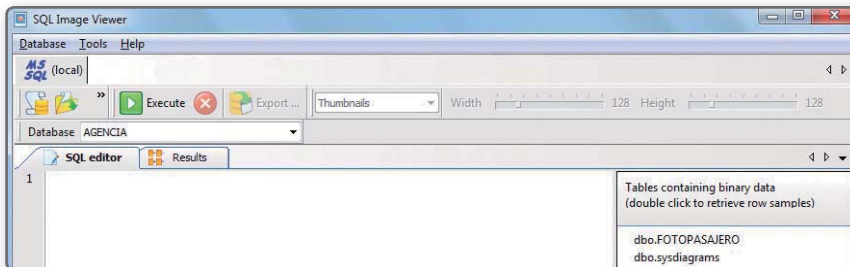 SQL Image Viewer
Database Tools Help
MS SQL (local)
» Execute Export ... Thumbnails Width 128 Height 128
Database AGENCIA
SQL editor Results
1
Tables containing binary data
(double click to retrieve row samples)
dbo.FOTOPASAJERO
dbo.sysdiagrams